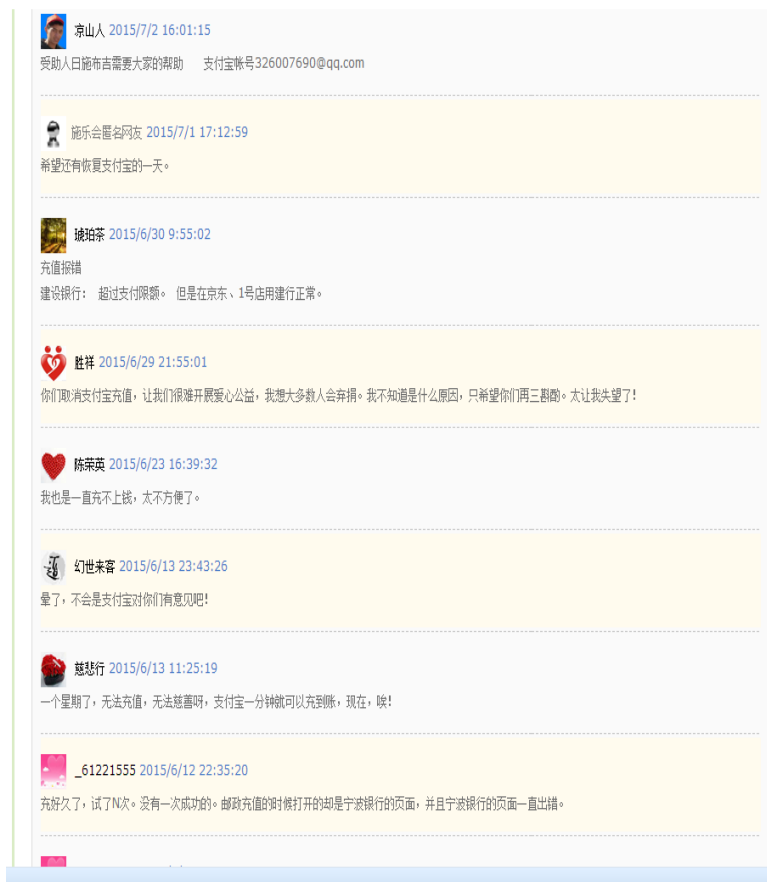 凉山人 2015/7/2 16:01:15
受助人日施布吉需要大家的帮助 支付宝帐号326007690@qq.com
施乐会匿名网友 2015/7/1 17:12:59
希望还有恢复支付宝的一天。
琥珀茶 2015/6/30 9:55:02
充值报错
建设银行: 超过支付限额。 但是在京东、1号店用建行正常。
胜祥 2015/6/29 21:55:01
你们取消支付宝充值，让我们很难开展爱心公益，我想大多数人会弃捐。我不知道是什么原因，只希望你们再三斟酌。太让我失望了!
陈荣英 2015/6/23 16:39:32
我也是一直充不上钱，太不方便了。
幻世来客 2015/6/13 23:43:26
晕了，不会是支付宝对你们有意见吧!
慈悲行 2015/6/13 11:25:19
一个星期了，无法充值，无法慈善呀，支付宝一分钟就可以充到账，现在，唉!
_61221555 2015/6/12 22:35:20
充好久了，试了N次。没有一次成功的。邮政充值的时候打开的却是宁波银行的页面，并且宁波银行的页面一直出错。